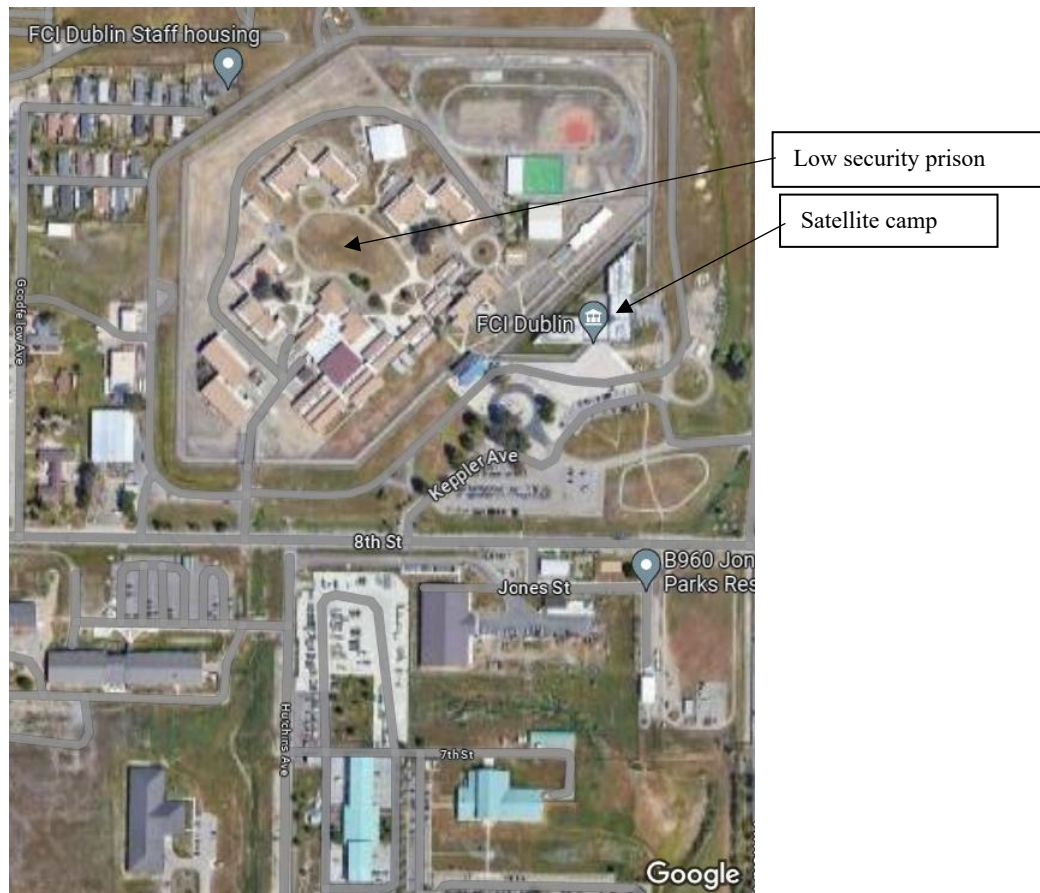 FCI Dublin Staff housing
Low security prison
Satellite camp
FCI Dublin
Goodfellow Ave
Keppler Ave
8th St
B960 Jon
Parks Res
Jones St
Hutchins Ave
7th St
Google